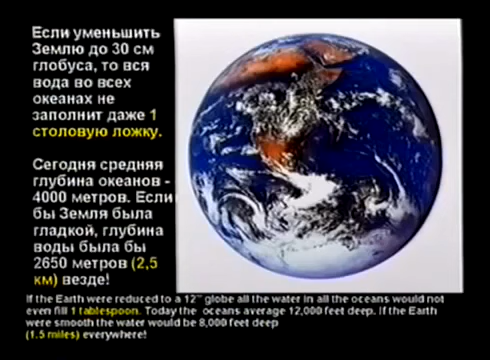 Если уменьшить
Землю до 30 см
глобуса, то вся
вода во всех
океанах не
заполнит даже 1
столовую ложку.
Сегодня средняя
глубина океанов -
4000 метров. Если
бы Земля была
гладкой, глубина
воды была бы
2650 метров (2,5
км) везде!
If the Earth were reduced to a 12" globe all the water in all the oceans would not
even fill 1 tablespoon. Today the oceans average 12,000 feet deep. If the Earth
were smooth the water would be 8,000 feet deep
(1.5 miles) everywhere!